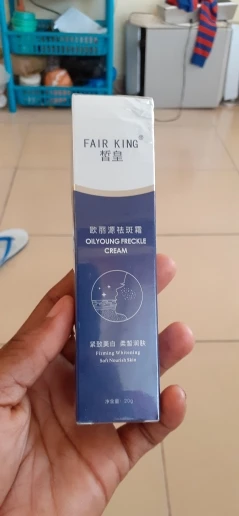 FAIR KING®
皙皇
欧丽源祛斑霜
OILYOUNG FRECKLE
CREAM
紧致美白 柔皙润肤
Firming Whitening
Soft Nourish Skin
净含量：20g